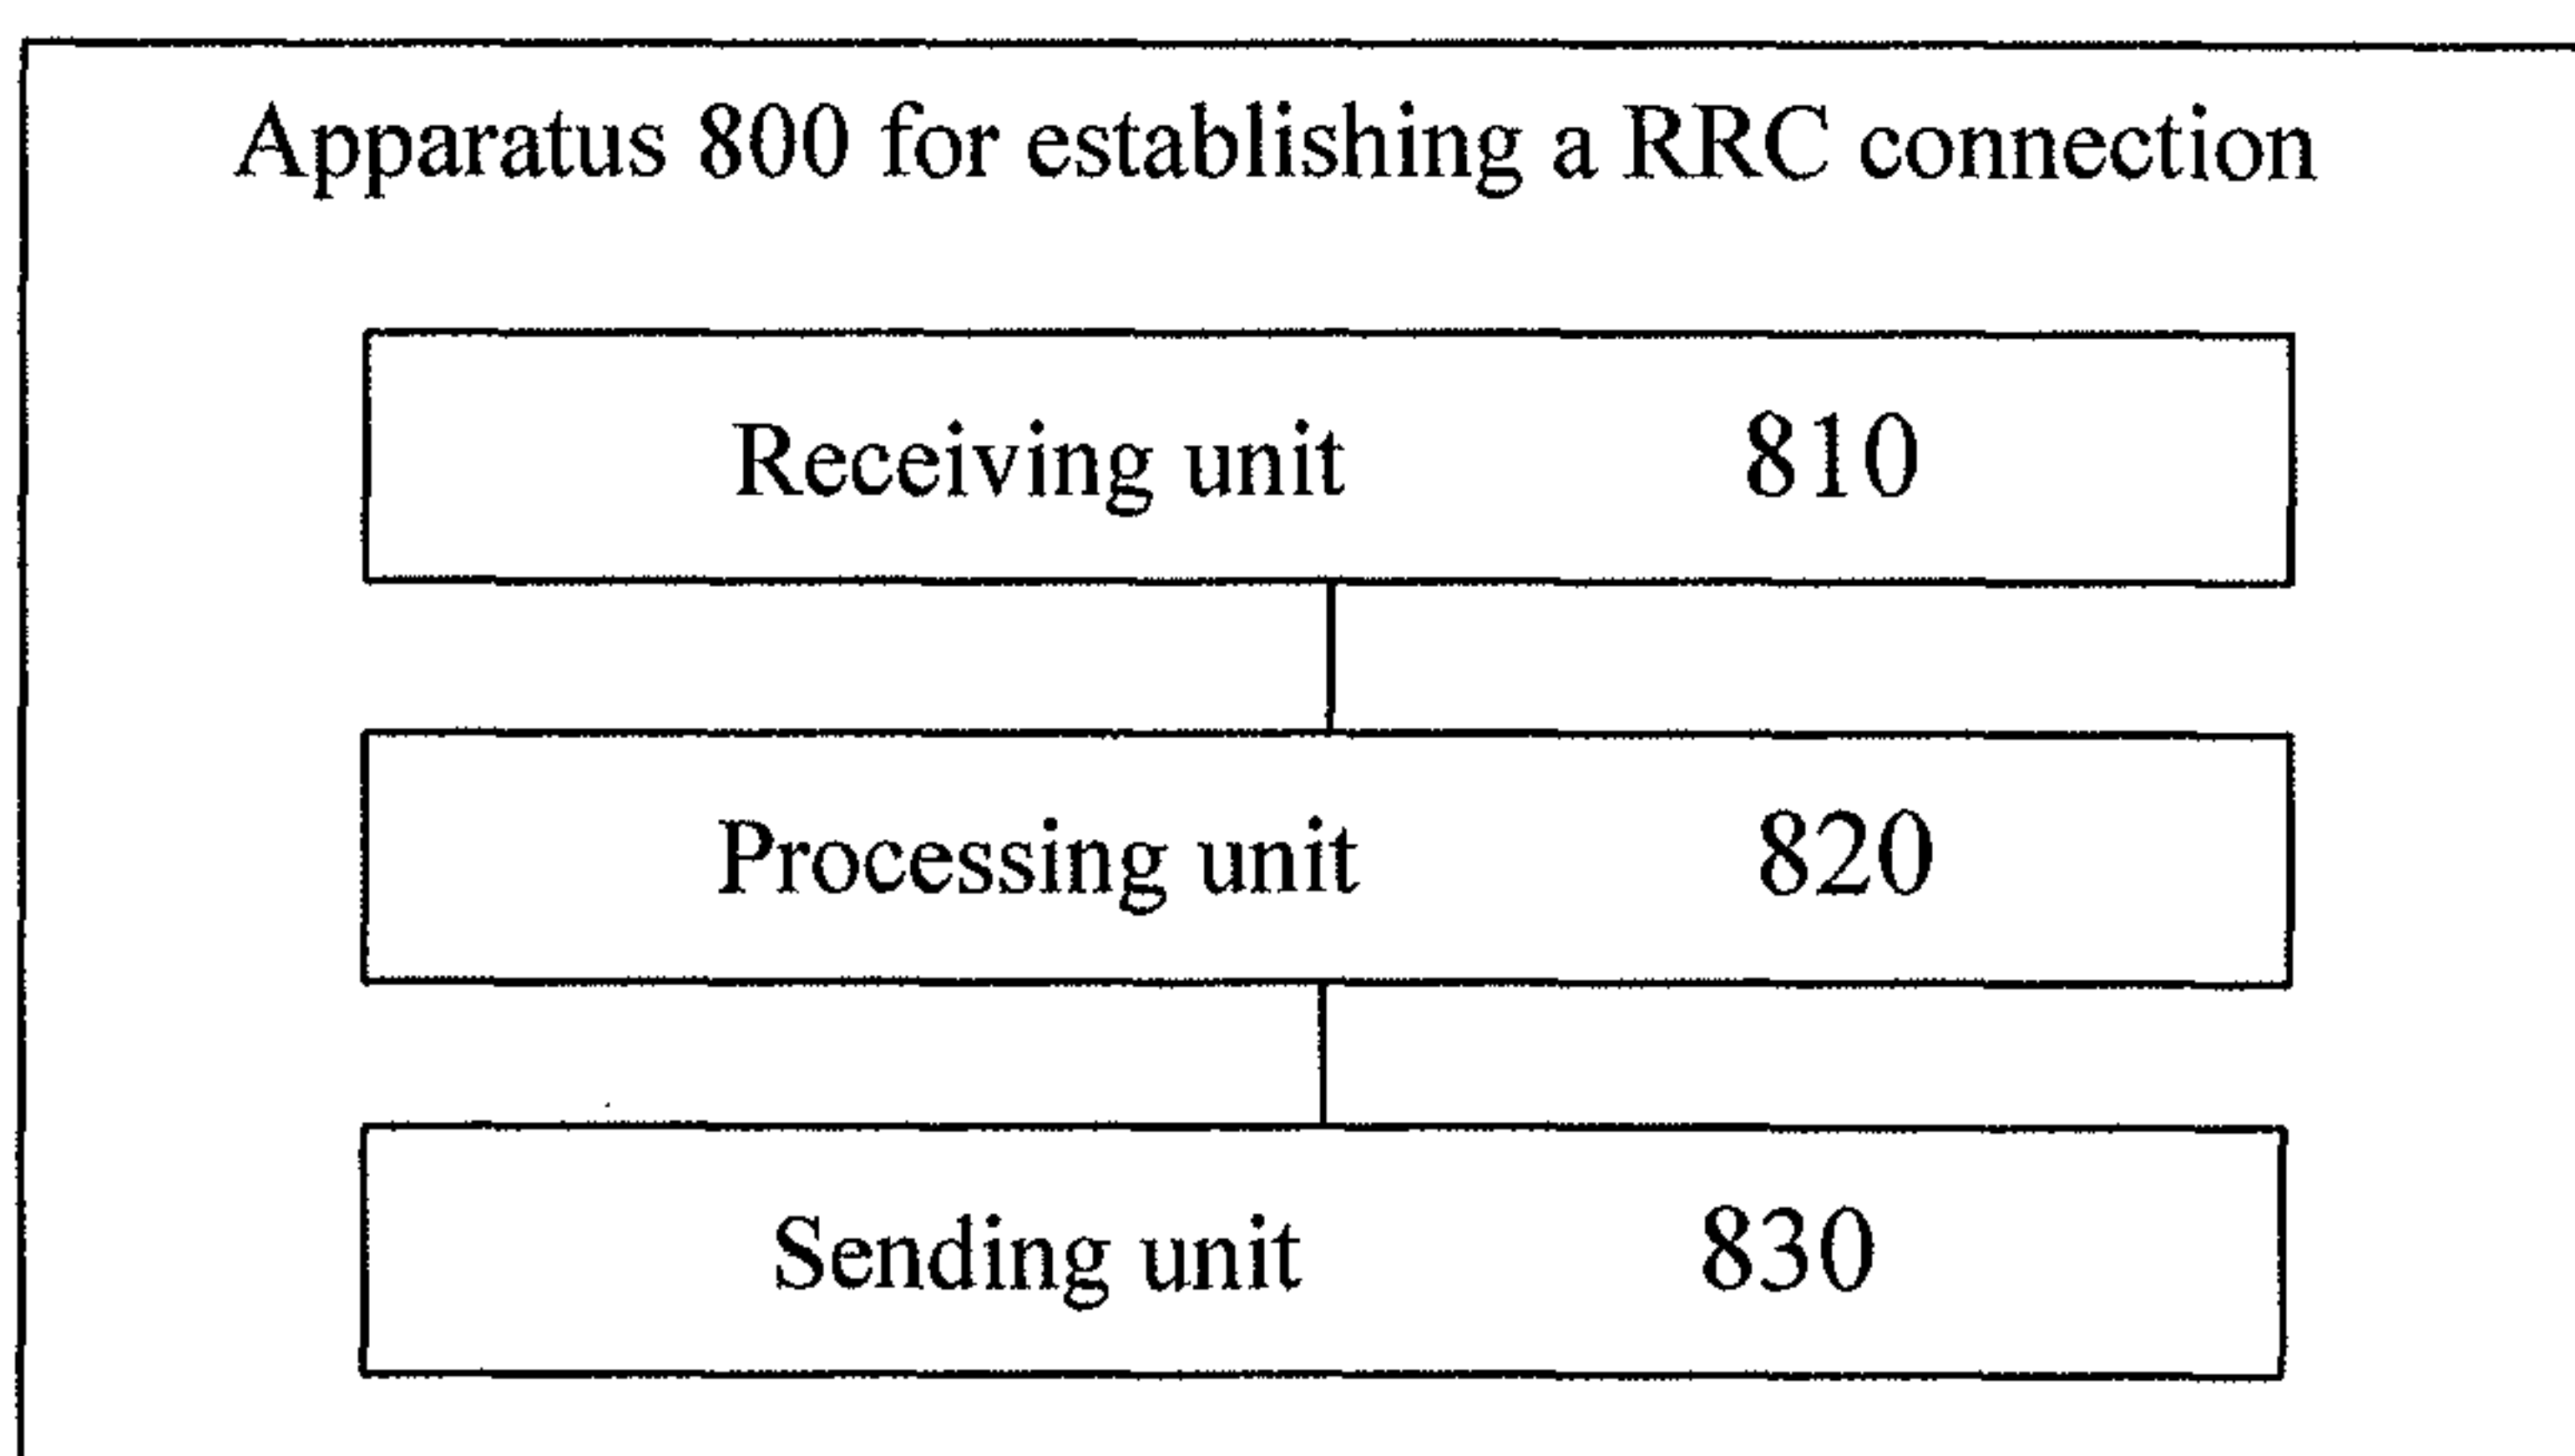 Apparatus 800 for establishing a RRC connection
Receiving unit 810
Processing unit 820
Sending unit 830